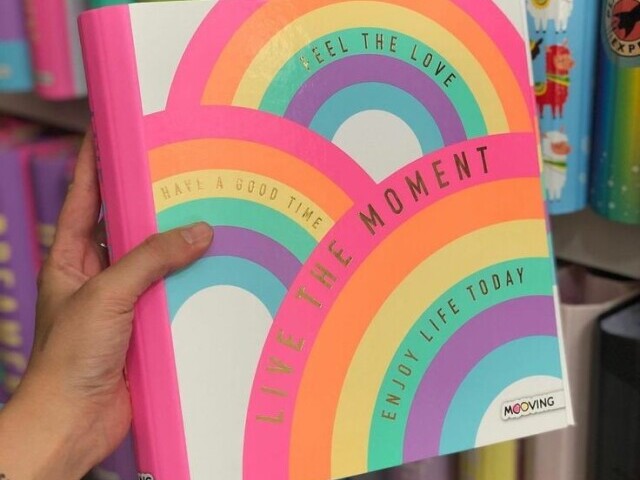 FEEL THE LOVE
HAVE A GOOD TIME
LIVE THE MOMENT
ENJOY LIFE TODAY
MOOVING